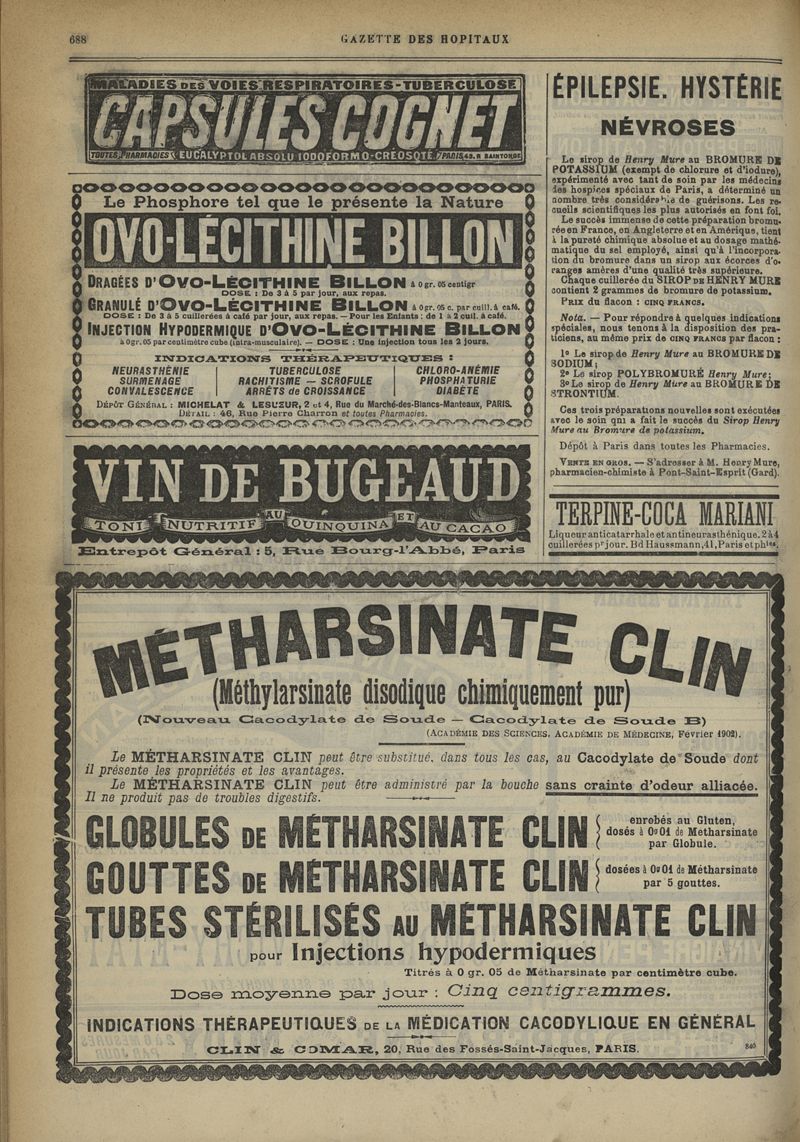 688
GAZETTE DES HOPITAUX
MALADIES DES VOIES RESPIRATOIRES-TUBERCULOSE
CAPSULES COGNET
TOUTES PHARMACIES EUCALYPTOL ABSOLU IODOFORMO-CRÉOSOTÉ PARIS, 43, R. SAINTONGE
Le Phosphore tel que le présente la Nature
OVO-LÉCITHINE BILLON
DRAGÉES D'OVO-LÉCITHINE BILLON à 0 gr. 05 centigr
DOSE : De 3 à 5 par jour, aux repas.
GRANULÉ D'OVO-LÉCITHINE BILLON à 0 gr. 05 c. par cuill. à café.
DOSE : De 3 à 5 cuillerées à café par jour, aux repas. — Pour les Enfants : de 1 à 2 cuil. à café.
INJECTION HYPODERMIQUE D'OVO-LÉCITHINE BILLON
à 0 gr. 05 par centimètre cube (intra-musculaire). — DOSE : Une injection tous les 2 jours.
INDICATIONS THÉRAPEUTIQUES :
NEURASTHÉNIE
SURMENAGE
CONVALESCENCE
TUBERCULOSE
RACHITISME — SCROFULE
ARRÊTS de CROISSANCE
CHLORO-ANÉMIE
PHOSPHATURIE
DIABÈTE
DÉPÔT GÉNÉRAL : MICHELAT & LESUEUR, 2 et 4, Rue du Marché-des-Blancs-Manteaux, PARIS.
DÉTAIL : 46, Rue Pierre Charron et toutes Pharmacies.
VIN DE BUGEAUD
TONI-NUTRITIF AU QUINQUINA ET AU CACAO
Entrepôt Général : 5, Rue Bourg-l'Abbé, Paris
ÉPILEPSIE. HYSTÉRIE
NÉVROSES
Le sirop de Henry Mure au BROMURE DE
POTASSIUM (exempt de chlorure et d'iodure),
expérimenté avec tant de soin par les médecins
des hospices spéciaux de Paris, a déterminé un
nombre très considérable de guérisons. Les re-
cueils scientifiques les plus autorisés en font foi.
Le succès immense de cette préparation bromu-
rée en France, en Angleterre et en Amérique, tient
à la pureté chimique absolue et au dosage mathé-
matique du sel employé, ainsi qu'à l'incorpora-
tion du bromure dans un sirop aux écorces d'o-
ranges amères d'une qualité très supérieure.
Chaque cuillerée du SIROP DE HENRY MURE
contient 2 grammes de bromure de potassium.
PRIX du flacon : CINQ FRANCS.
Nota. — Pour répondre à quelques indications
spéciales, nous tenons à la disposition des pra-
ticiens, au même prix de CINQ FRANCS par flacon :
1º Le sirop de Henry Mure au BROMURE DE
SODIUM ;
2º Le sirop POLYBROMURÉ Henry Mure ;
3º Le sirop de Henry Mure au BROMURE DE
STRONTIUM.
Ces trois préparations nouvelles sont exécutées
avec le soin qui a fait le succès du Sirop Henry
Mure au Bromure de potassium.
Dépôt à Paris dans toutes les Pharmacies.
VENTE EN GROS. — S'adresser à M. Henry Mure,
pharmacien-chimiste à Pont-Saint-Esprit (Gard).
TERPINE-COCA MARIANI
Liqueur anticatarrhale et antineurasthénique. 2 à 4
cuillerées pr jour. Bd Haussmann, 41, Paris et phies.
MÉTHARSINATE CLIN
(Méthylarsinate disodique chimiquement pur)
(Nouveau Cacodylate de Soude — Cacodylate de Soude B)
(ACADÉMIE DES SCIENCES, ACADÉMIE DE MÉDECINE, Février 1902).
Le MÉTHARSINATE CLIN peut être substitué, dans tous les cas, au Cacodylate de Soude dont
il présente les propriétés et les avantages.
Le MÉTHARSINATE CLIN peut être administré par la bouche sans crainte d'odeur alliacée.
Il ne produit pas de troubles digestifs.
GLOBULES DE MÉTHARSINATE CLIN
enrobés au Gluten,
dosés à 0g01 de Métharsinate
par Globule.
GOUTTES DE MÉTHARSINATE CLIN
dosées à 0g01 de Métharsinate
par 5 gouttes.
TUBES STÉRILISÉS AU MÉTHARSINATE CLIN
pour Injections hypodermiques
Titrés à 0 gr. 05 de Métharsinate par centimètre cube.
Dose moyenne par jour : Cinq centigrammes.
INDICATIONS THÉRAPEUTIQUES DE LA MÉDICATION CACODYLIQUE EN GÉNÉRAL
CLIN & COMAR, 20, Rue des Fossés-Saint-Jacques, PARIS.
840